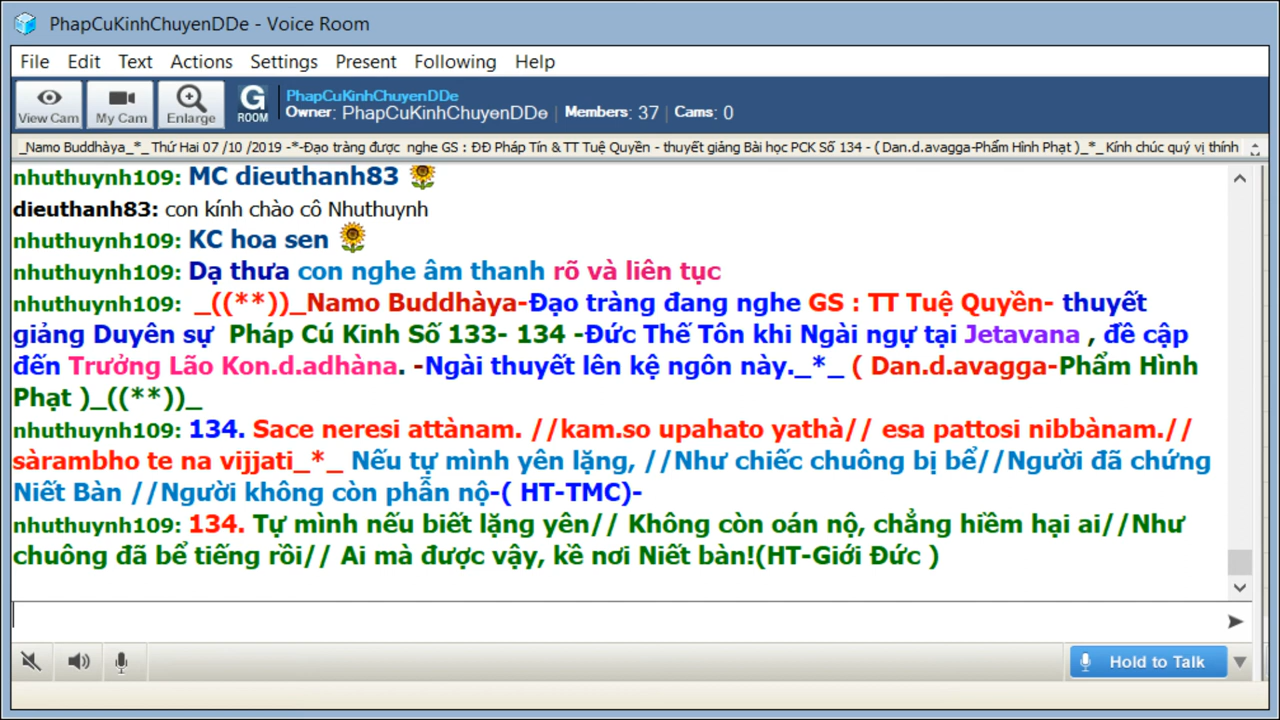 PhapCuKinhChuyenDDe - Voice Room
File Edit Text Actions Settings Present Following Help
View Cam My Cam Enlarge G ROOM
PhapCuKinhChuyenDDe
Owner: PhapCuKinhChuyenDDe | Members: 37 | Cams: 0
_Namo Buddhàya_*_ Thứ Hai 07 /10 /2019 -*-Đạo tràng được nghe GS : ĐĐ Pháp Tín & TT Tuệ Quyền - thuyết giảng Bài học PCK Số 134 - ( Dan.d.avagga-Phẩm Hình Phạt )_*_ Kính chúc quý vị thính
nhuthuynh109: MC dieuthanh83
dieuthanh83: con kính chào cô Nhuthuynh
nhuthuynh109: KC hoa sen
nhuthuynh109: Dạ thưa con nghe âm thanh rõ và liên tục
nhuthuynh109: _((**))_Namo Buddhàya-Đạo tràng đang nghe GS : TT Tuệ Quyền- thuyết
giảng Duyên sự Pháp Cú Kinh Số 133- 134 -Đức Thế Tôn khi Ngài ngự tại Jetavana , đề cập
đến Trưởng Lão Kon.d.adhàna. -Ngài thuyết lên kệ ngôn này._*_ ( Dan.d.avagga-Phẩm Hình
Phạt )_((**))_
nhuthuynh109: 134. Sace neresi attànam. //kam.so upahato yathà// esa pattosi nibbànam.//
sàrambho te na vijjati_*_ Nếu tự mình yên lặng, //Như chiếc chuông bị bể//Người đã chứng
Niết Bàn //Người không còn phẫn nộ-( HT-TMC)-
nhuthuynh109: 134. Tự mình nếu biết lặng yên// Không còn oán nộ, chẳng hiềm hại ai//Như
chuông đã bể tiếng rồi// Ai mà được vậy, kề nơi Niết bàn!(HT-Giới Đức )
Hold to Talk